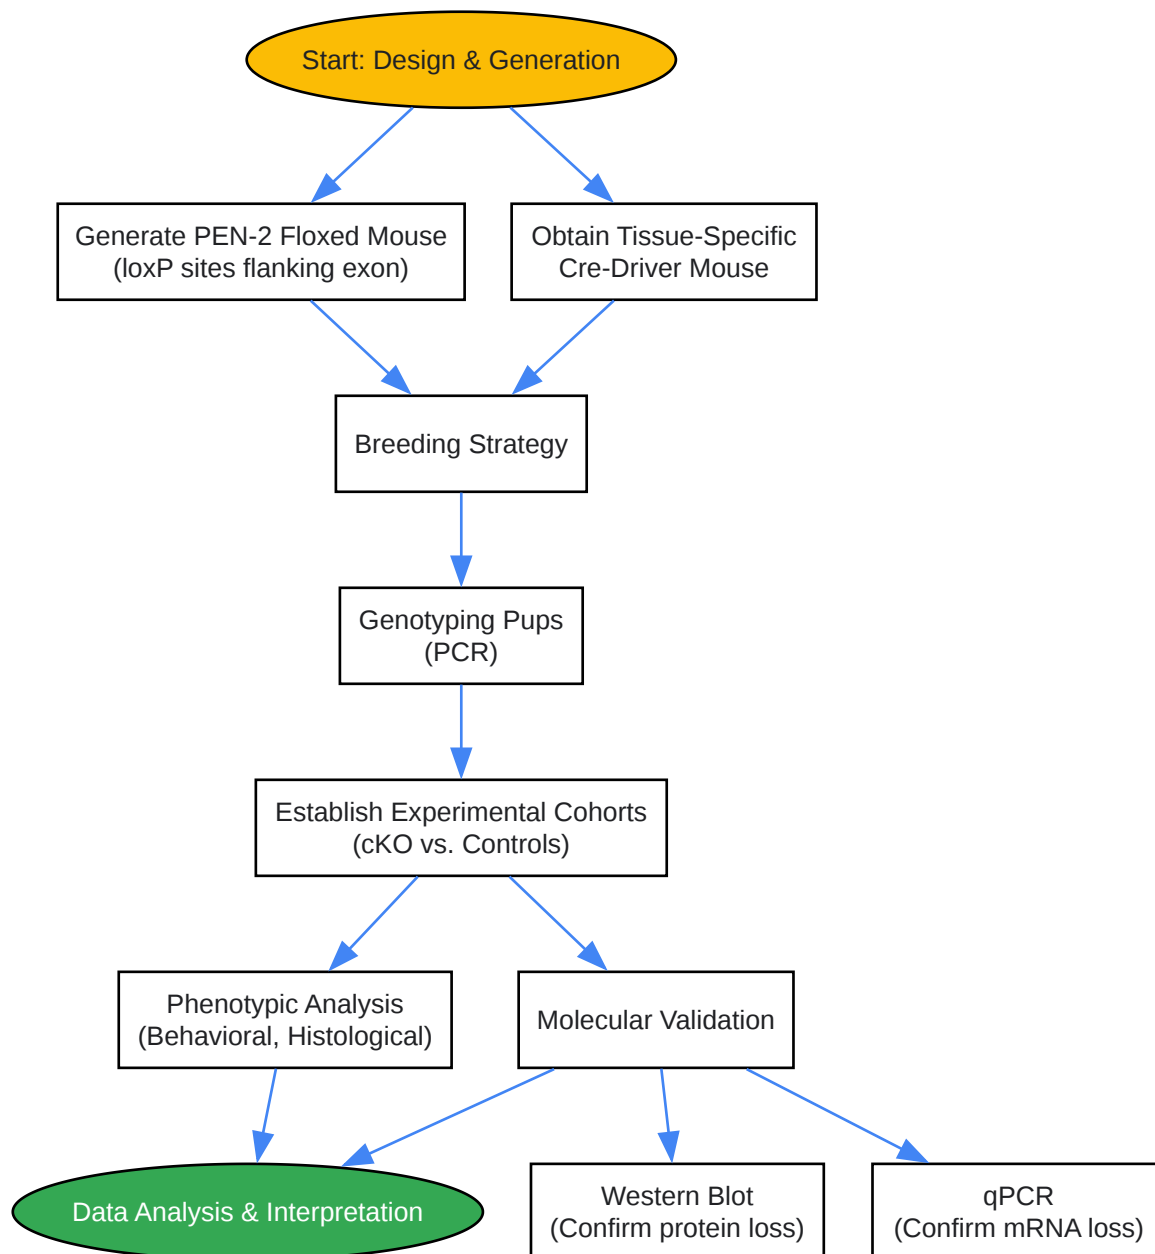 Start: Design & Generation
Generate PEN-2 Floxed Mouse
(loxP sites flanking exon)
Obtain Tissue-Specific
Cre-Driver Mouse
Breeding Strategy
Genotyping Pups
(PCR)
Establish Experimental Cohorts
(cKO vs. Controls)
Phenotypic Analysis
(Behavioral, Histological)
Molecular Validation
Data Analysis & Interpretation
Western Blot
(Confirm protein loss)
qPCR
(Confirm mRNA loss)